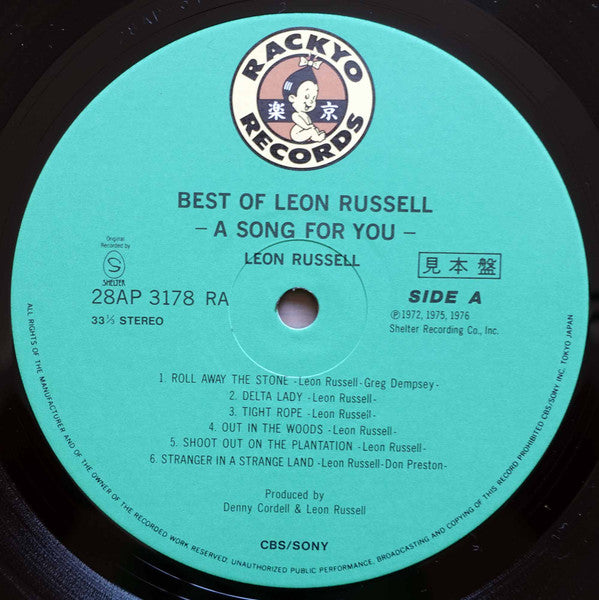 RACKYO
楽 京
RECORDS
BEST OF LEON RUSSELL
– A SONG FOR YOU –
LEON RUSSELL
Original
Recorded by
S
SHELTER
見本盤
28AP 3178 RA
SIDE A
33⅓ STEREO
Ⓟ1972, 1975, 1976
Shelter Recording Co., Inc.
1. ROLL AWAY THE STONE -Leon Russell-Greg Dempsey-
2. DELTA LADY -Leon Russell-
3. TIGHT ROPE -Leon Russell-
4. OUT IN THE WOODS -Leon Russell-
5. SHOOT OUT ON THE PLANTATION -Leon Russell-
6. STRANGER IN A STRANGE LAND -Leon Russell-Don Preston-
Produced by
Denny Cordell & Leon Russell
CBS/SONY
ALL RIGHTS OF THE MANUFACTURER AND OF THE OWNER OF THE RECORDED WORK RESERVED; UNAUTHORIZED PUBLIC PERFORMANCE, BROADCASTING AND COPYING OF THIS RECORD PROHIBITED CBS/SONY INC. TOKYO JAPAN